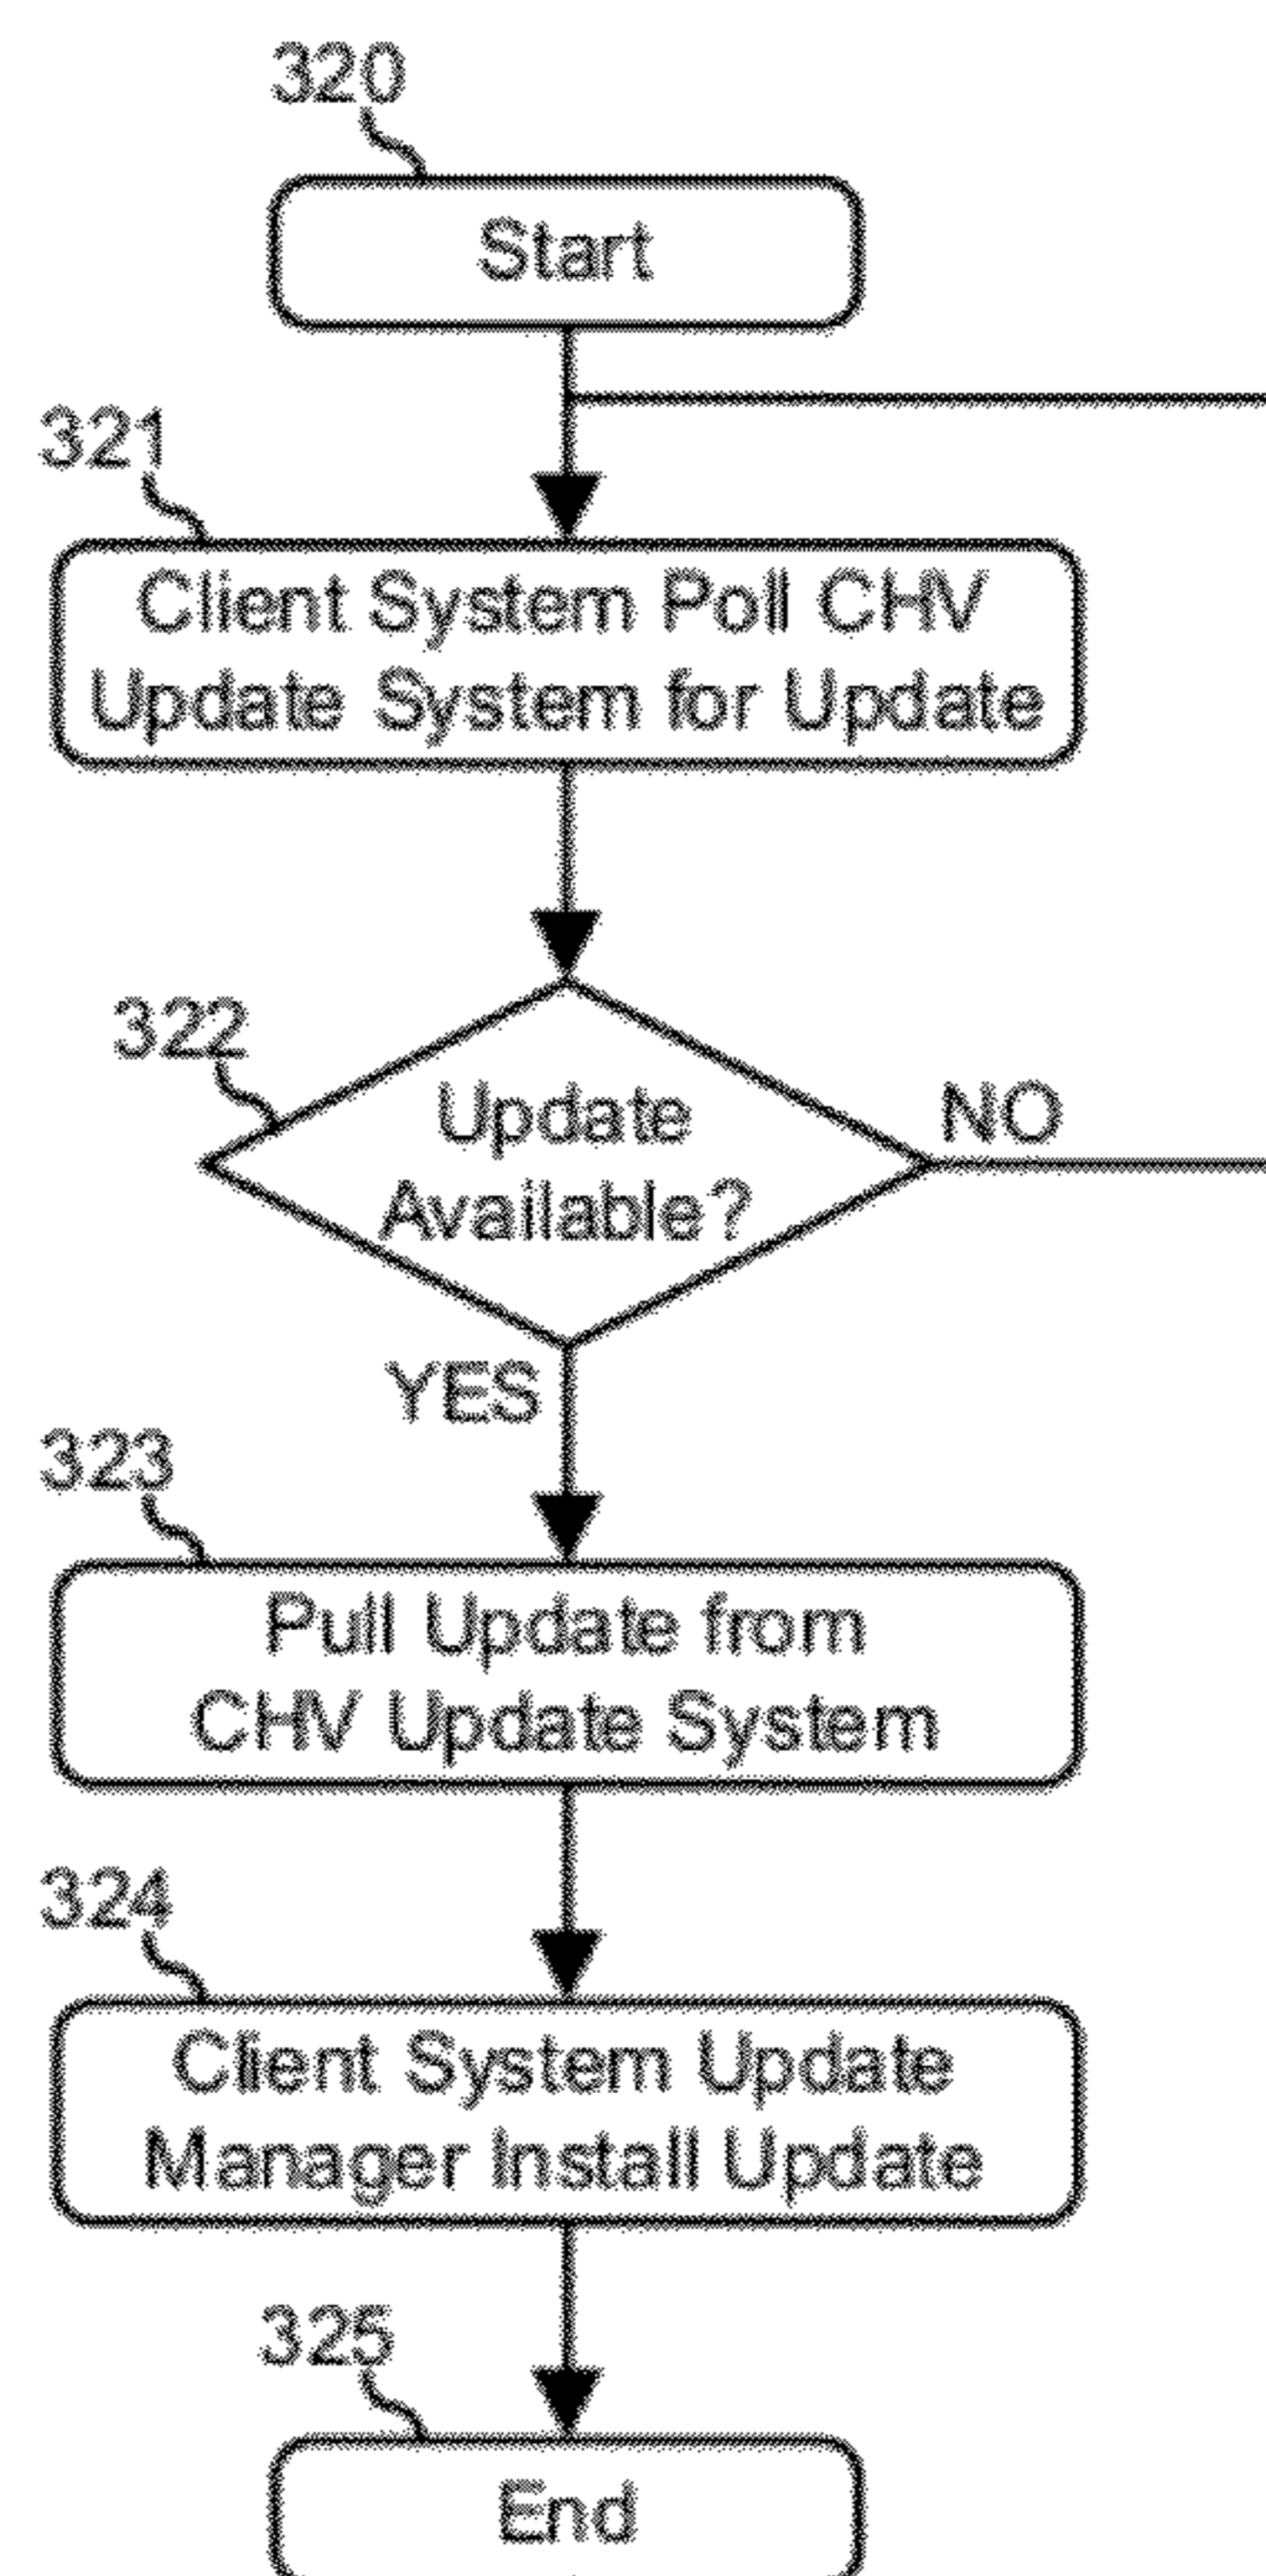 320
Start
321
Client System Poll CHV
Update System for Update
322
Update
Available?
NO
YES
323
Pull Update from
CHV Update System
324
Client System Update
Manager Install Update
325
End